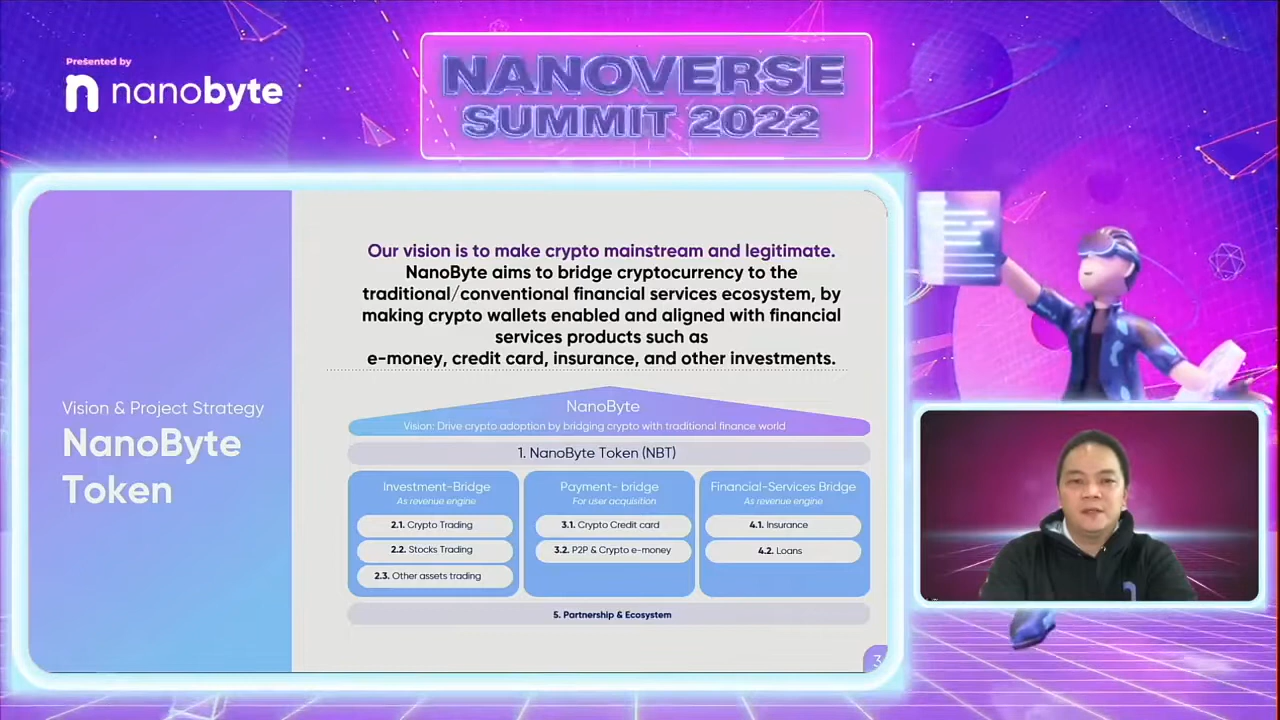 Presented by
nanobyte
NANOVERSE
SUMMIT 2022
Vision & Project Strategy
NanoByte
Token
Our vision is to make crypto mainstream and legitimate.
NanoByte aims to bridge cryptocurrency to the
traditional/conventional financial services ecosystem, by
making crypto wallets enabled and aligned with financial
services products such as
e-money, credit card, insurance, and other investments.
NanoByte
Vision: Drive crypto adoption by bridging crypto with traditional finance world
1. NanoByte Token (NBT)
Investment-Bridge
As revenue engine
2.1. Crypto Trading
2.2. Stocks Trading
2.3. Other assets trading
Payment- bridge
For user acquisition
3.1. Crypto Credit card
3.2. P2P & Crypto e-money
Financial-Services Bridge
As revenue engine
4.1. Insurance
4.2. Loans
5. Partnership & Ecosystem
3